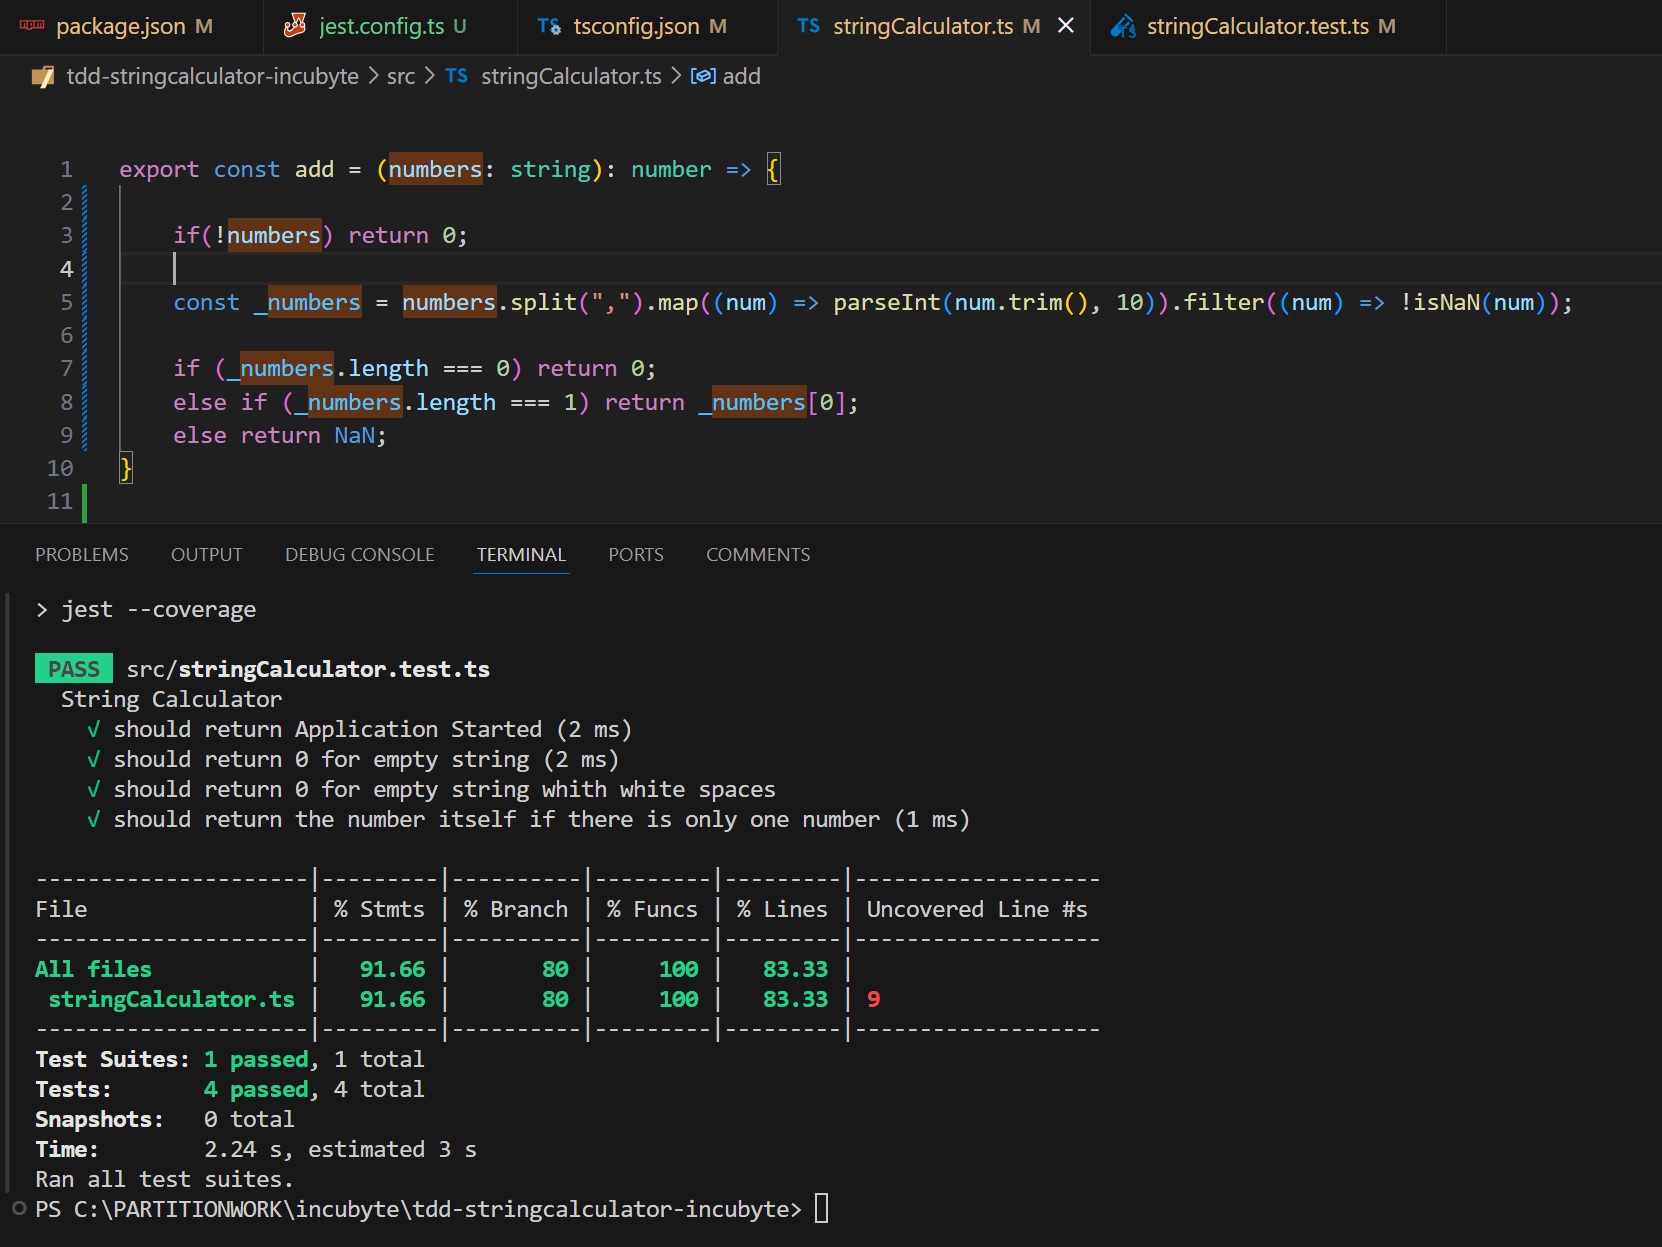 package.json M jest.config.ts U TS tsconfig.json M TS stringCalculator.ts M stringCalculator.test.ts M
tdd-stringcalculator-incubyte > src > TS stringCalculator.ts > add
1 export const add = (numbers: string): number => {
2
3 if(!numbers) return 0;
4
5 const _numbers = numbers.split(",").map((num) => parseInt(num.trim(), 10)).filter((num) => !isNaN(num));
6
7 if (_numbers.length === 0) return 0;
8 else if (_numbers.length === 1) return _numbers[0];
9 else return NaN;
10 }
11
PROBLEMS OUTPUT DEBUG CONSOLE TERMINAL PORTS COMMENTS
> jest --coverage
PASS src/stringCalculator.test.ts
String Calculator
√ should return Application Started (2 ms)
√ should return 0 for empty string (2 ms)
√ should return 0 for empty string whith white spaces
√ should return the number itself if there is only one number (1 ms)
---------------------|---------|----------|---------|---------|-------------------
File | % Stmts | % Branch | % Funcs | % Lines | Uncovered Line #s
---------------------|---------|----------|---------|---------|-------------------
All files | 91.66 | 80 | 100 | 83.33 |
stringCalculator.ts | 91.66 | 80 | 100 | 83.33 | 9
---------------------|---------|----------|---------|---------|-------------------
Test Suites: 1 passed, 1 total
Tests: 4 passed, 4 total
Snapshots: 0 total
Time: 2.24 s, estimated 3 s
Ran all test suites.
PS C:\PARTITIONWORK\incubyte\tdd-stringcalculator-incubyte>